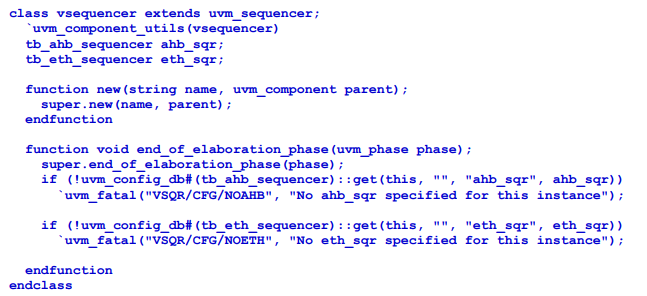 class vsequencer extends uvm_sequencer;
  `uvm_component_utils(vsequencer)
  tb_ahb_sequencer ahb_sqr;
  tb_eth_sequencer eth_sqr;

  function new(string name, uvm_component parent);
    super.new(name, parent);
  endfunction

  function void end_of_elaboration_phase(uvm_phase phase);
    super.end_of_elaboration_phase(phase);
    if (!uvm_config_db#(tb_ahb_sequencer)::get(this, "", "ahb_sqr", ahb_sqr))
      `uvm_fatal("VSQR/CFG/NOAHB", "No ahb_sqr specified for this instance");

    if (!uvm_config_db#(tb_eth_sequencer)::get(this, "", "eth_sqr", eth_sqr))
      `uvm_fatal("VSQR/CFG/NOETH", "No eth_sqr specified for this instance");

  endfunction
endclass